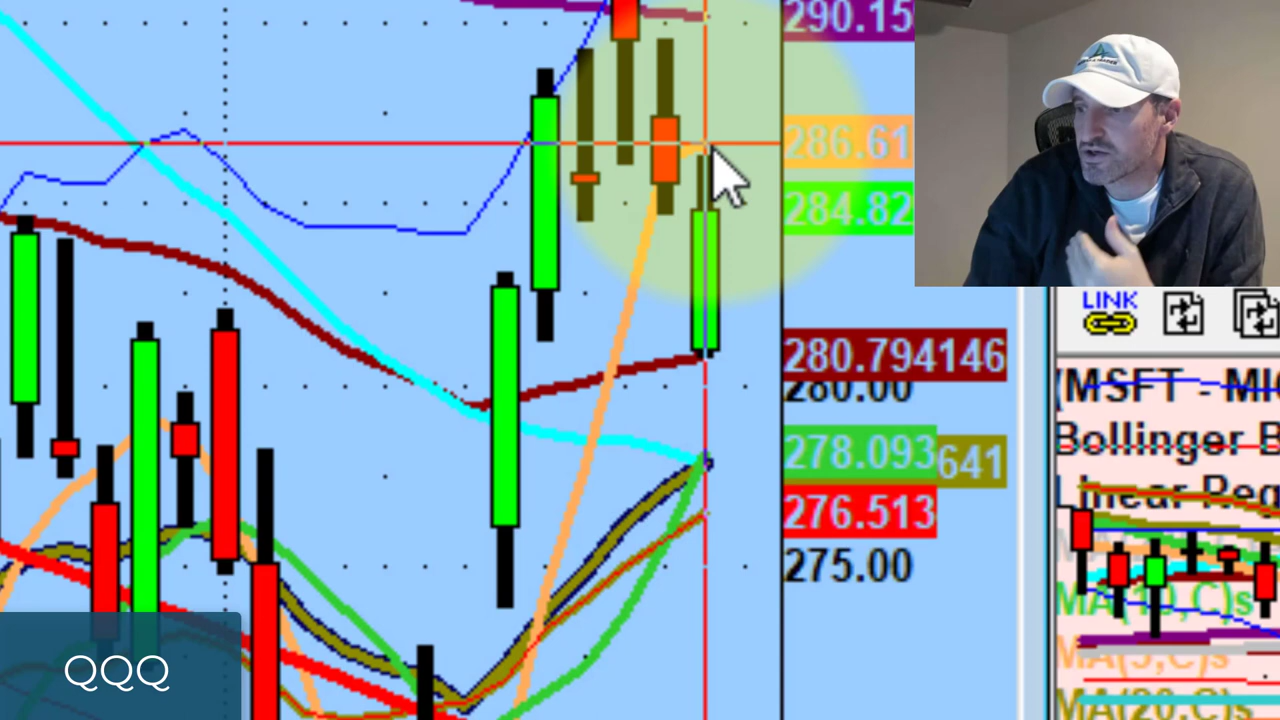 290.15
286.61
284.82
280.794146
280.00
278.093
641
276.513
275.00
LINK
(MSFT - MI
Bollinger B
Linear Reg
MA(10,C)s
MA(5,C)s
MA(20,C)s
QQQ